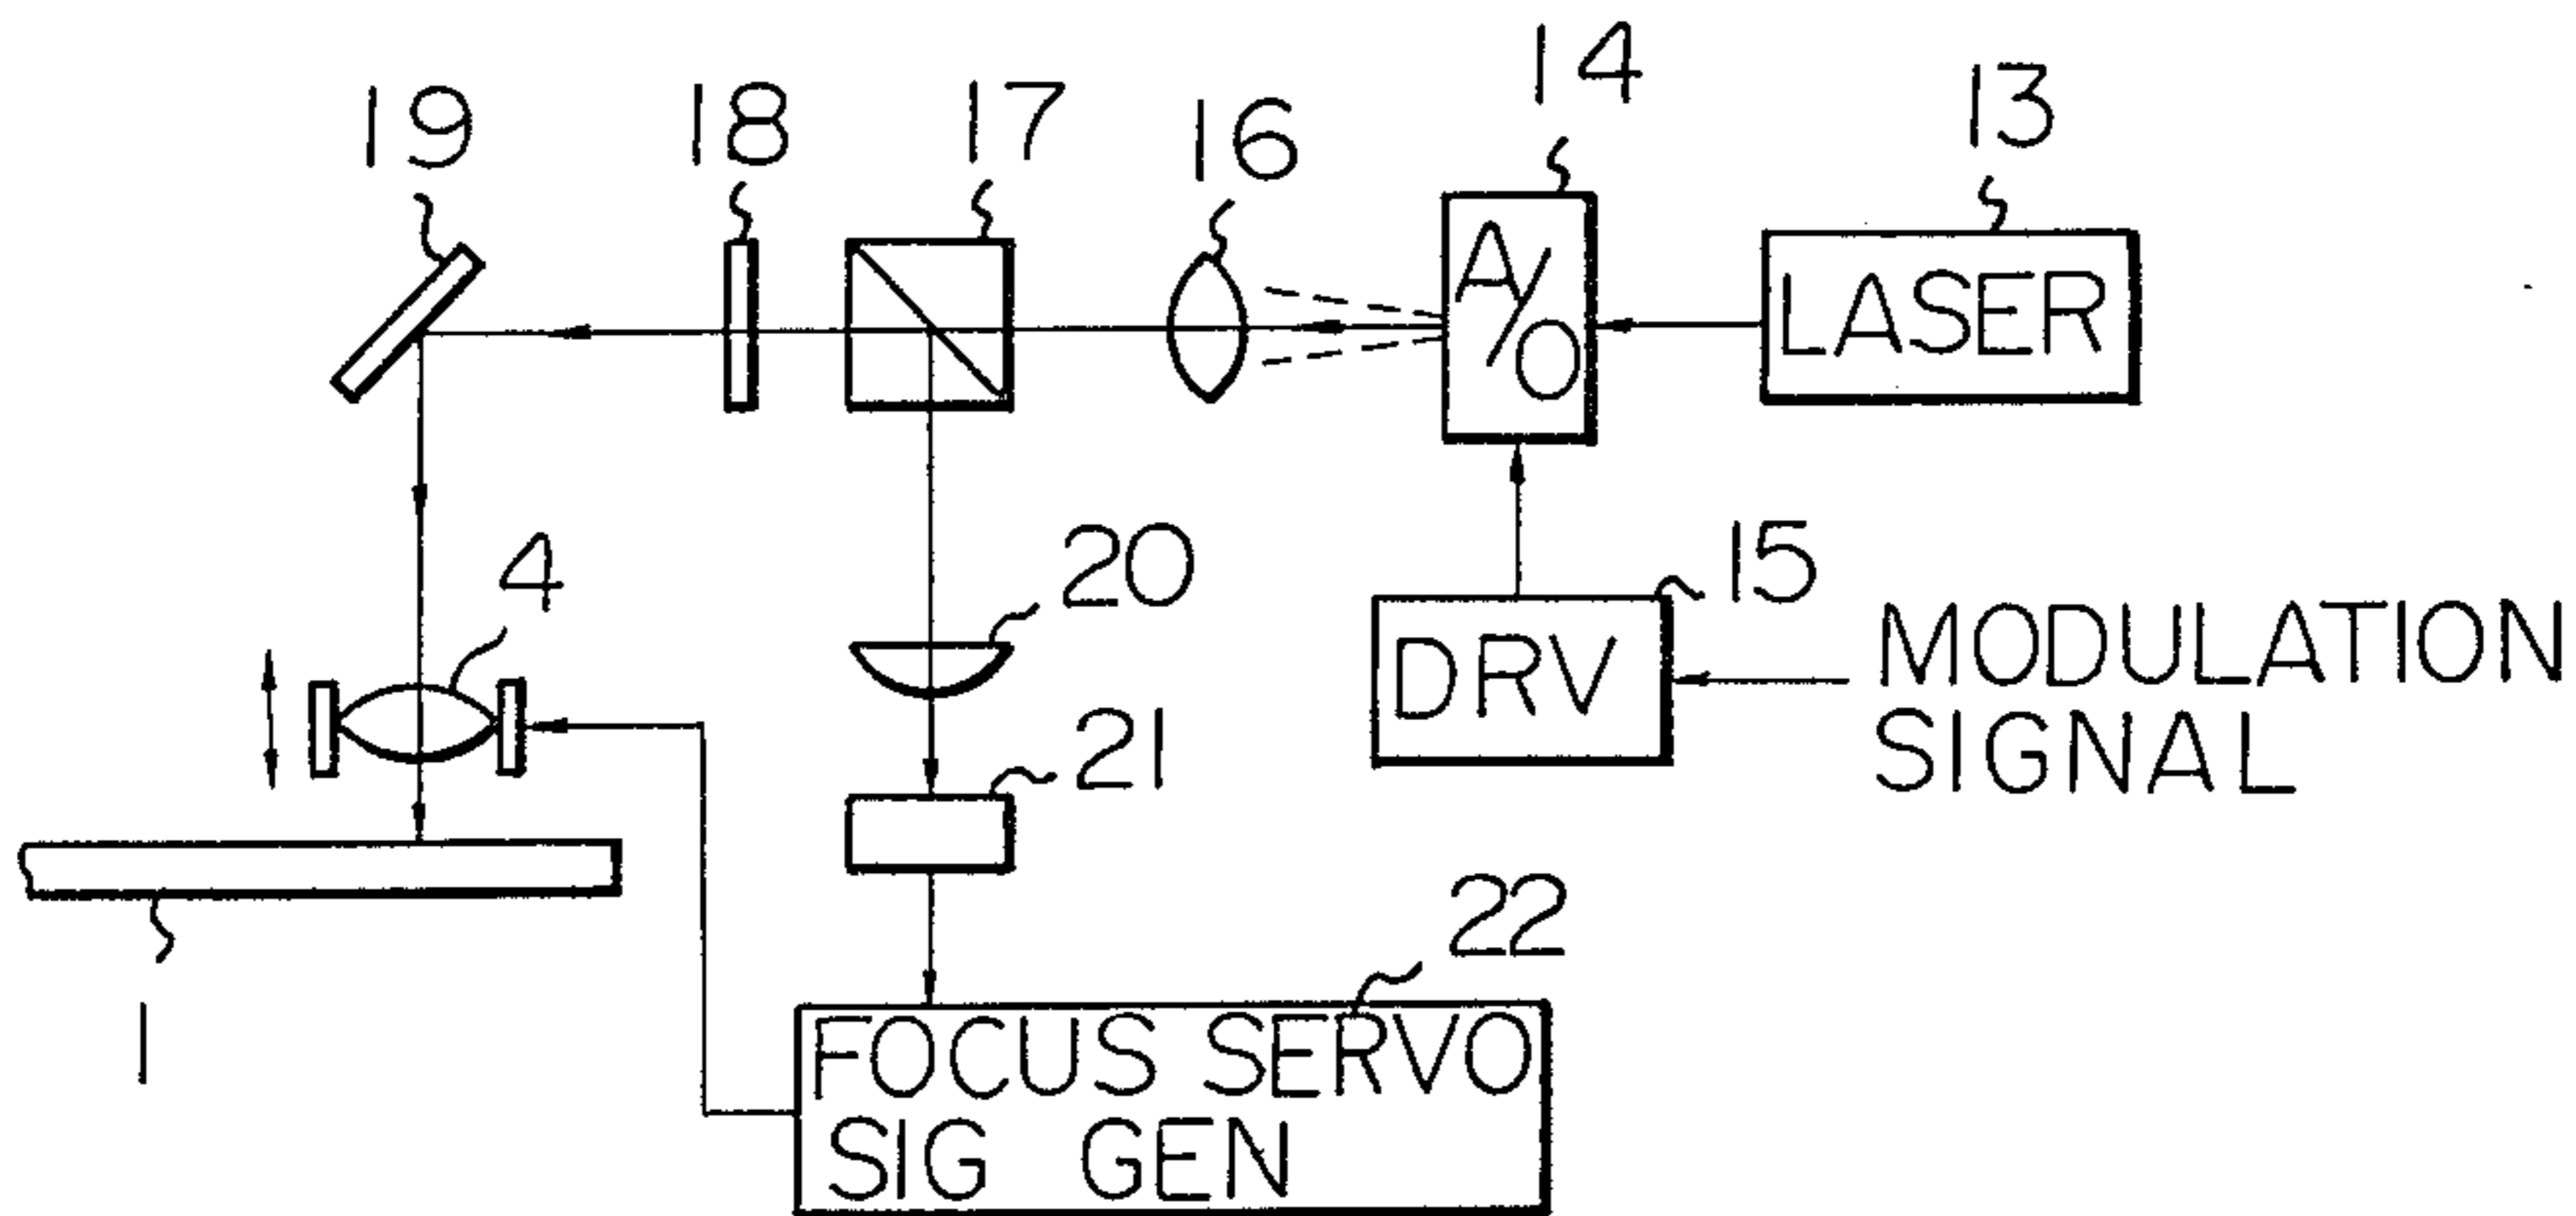 19
18
17
16
14
13
A/O
LASER
4
20
15
DRV
MODULATION
SIGNAL
21
1
22
FOCUS SERVO
SIG GEN